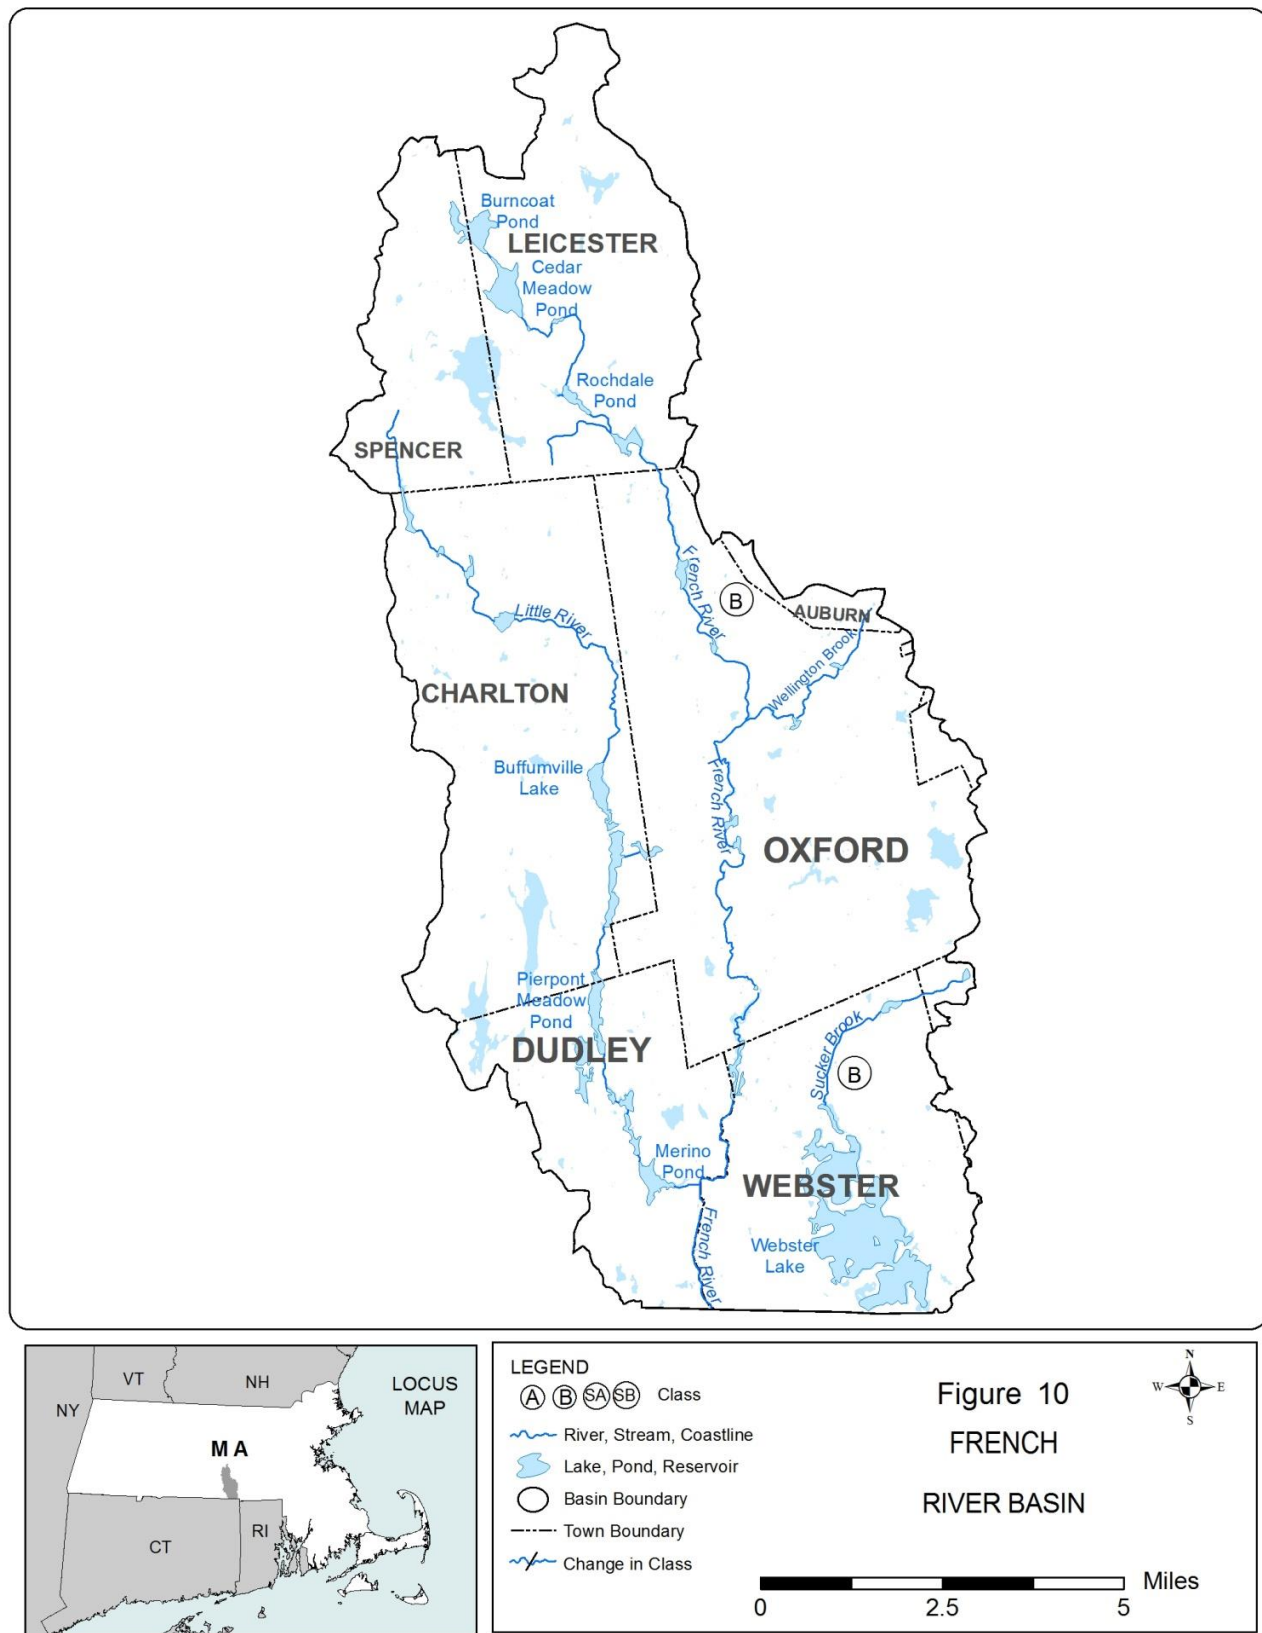 Burncoat
Pond
LEICESTER
Cedar
Meadow
Pond
Rochdale
Pond
SPENCER
French River
B
AUBURN
Little River
Wellington Brook
CHARLTON
Buffumville
Lake
French River
OXFORD
Pierpont
Meadow
Pond
DUDLEY
Sucker Brook
B
Merino
Pond
WEBSTER
French River
Webster
Lake
VT
NH
NY
LOCUS
MAP
MA
CT
RI
LEGEND
A B SA SB Class
River, Stream, Coastline
Lake, Pond, Reservoir
Basin Boundary
Town Boundary
Change in Class
Figure 10
FRENCH
RIVER BASIN
N
W E
S
Miles
0 2.5 5